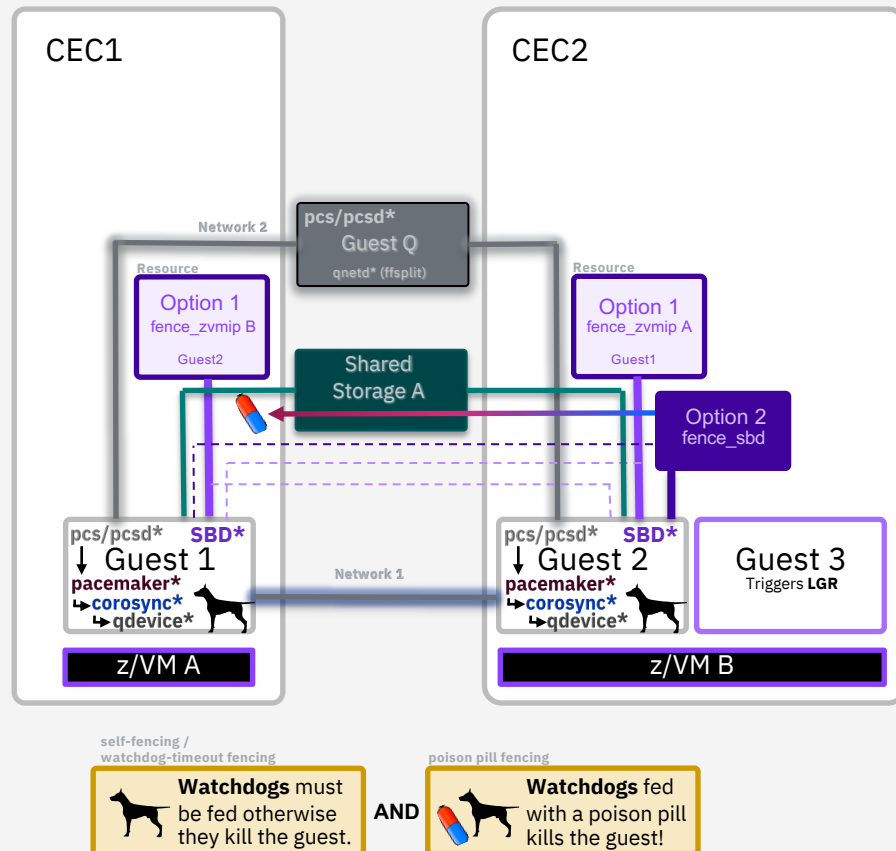 CEC1
CEC2
Network 2
pcs/pcsd*
Guest Q
qnetd* (ffsplit)
Resource
Option 1
fence_zvmip B
Guest2
Resource
Option 1
fence_zvmip A
Guest1
Shared
Storage A
Option 2
fence_sbd
pcs/pcsd*
SBD*
Guest 1
pacemaker*
corosync*
qdevice*
Network 1
pcs/pcsd*
SBD*
Guest 2
pacemaker*
corosync*
qdevice*
Guest 3
Triggers LGR
z/VM A
z/VM B
self-fencing /
watchdog-timeout fencing
Watchdogs must
be fed otherwise
they kill the guest.
AND
poison pill fencing
Watchdogs fed
with a poison pill
kills the guest!